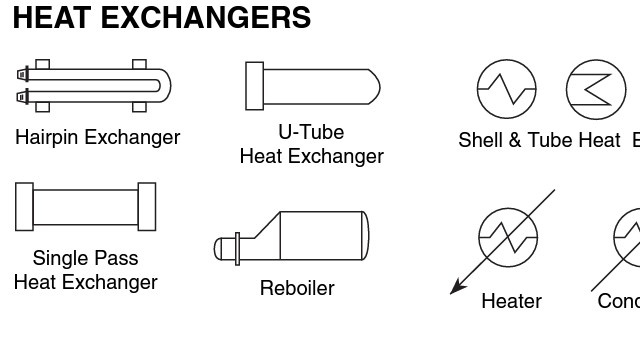 HEAT EXCHANGERS
Hairpin Exchanger
U-Tube
Heat Exchanger
Shell & Tube Heat
Single Pass
Heat Exchanger
Reboiler
Heater